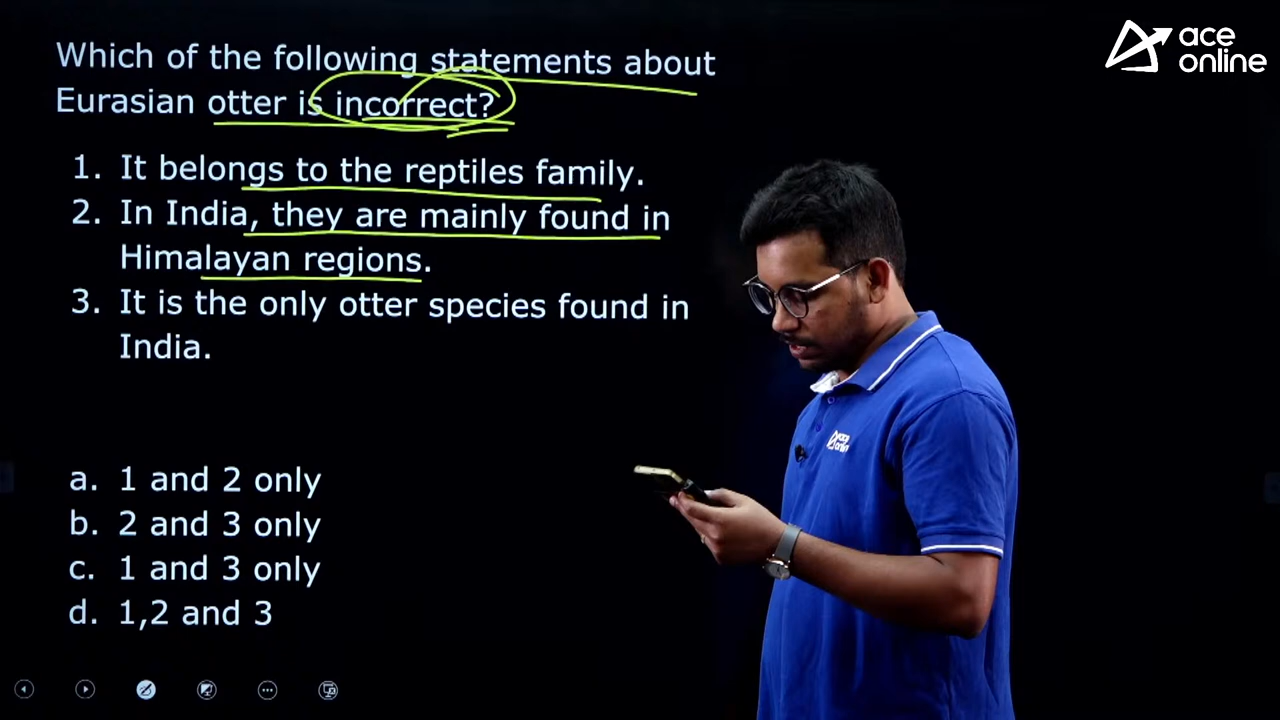 Which of the following statements about
Eurasian otter is incorrect?
1. It belongs to the reptiles family.
2. In India, they are mainly found in
Himalayan regions.
3. It is the only otter species found in
India.
a. 1 and 2 only
b. 2 and 3 only
c. 1 and 3 only
d. 1,2 and 3
ace
online
ace
online